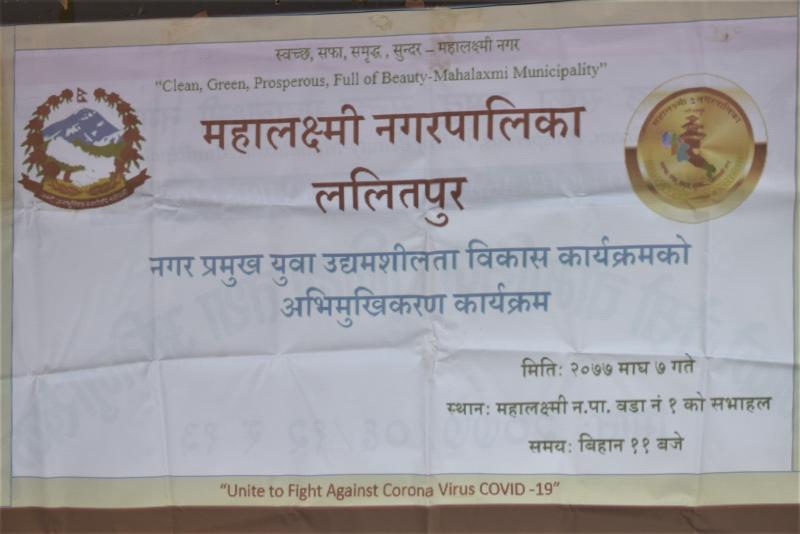 स्वच्छ, सफा, समृद्ध , सुन्दर – महालक्ष्मी नगर
"Clean, Green, Prosperous, Full of Beauty-Mahalaxmi Municipality"
महालक्ष्मी नगरपालिका
ललितपुर
नगर प्रमुख युवा उद्यमशीलता विकास कार्यक्रमको
अभिमुखिकरण कार्यक्रम
मितिः २०७७ माघ ७ गते
स्थानः महालक्ष्मी न.पा. वडा नं १ को सभाहल
समयः बिहान ११ बजे
“Unite to Fight Against Corona Virus COVID -19”